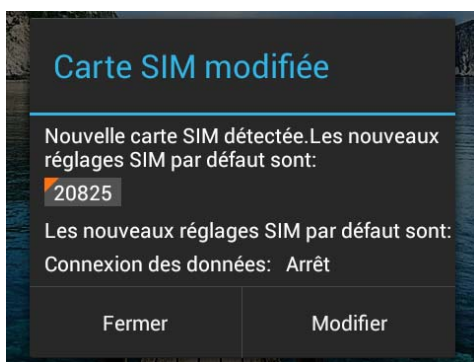 Carte SIM modifiée
Nouvelle carte SIM détectée.Les nouveaux
réglages SIM par défaut sont:
20825
Les nouveaux réglages SIM par défaut sont:
Connexion des données: Arrêt
Fermer
Modifier